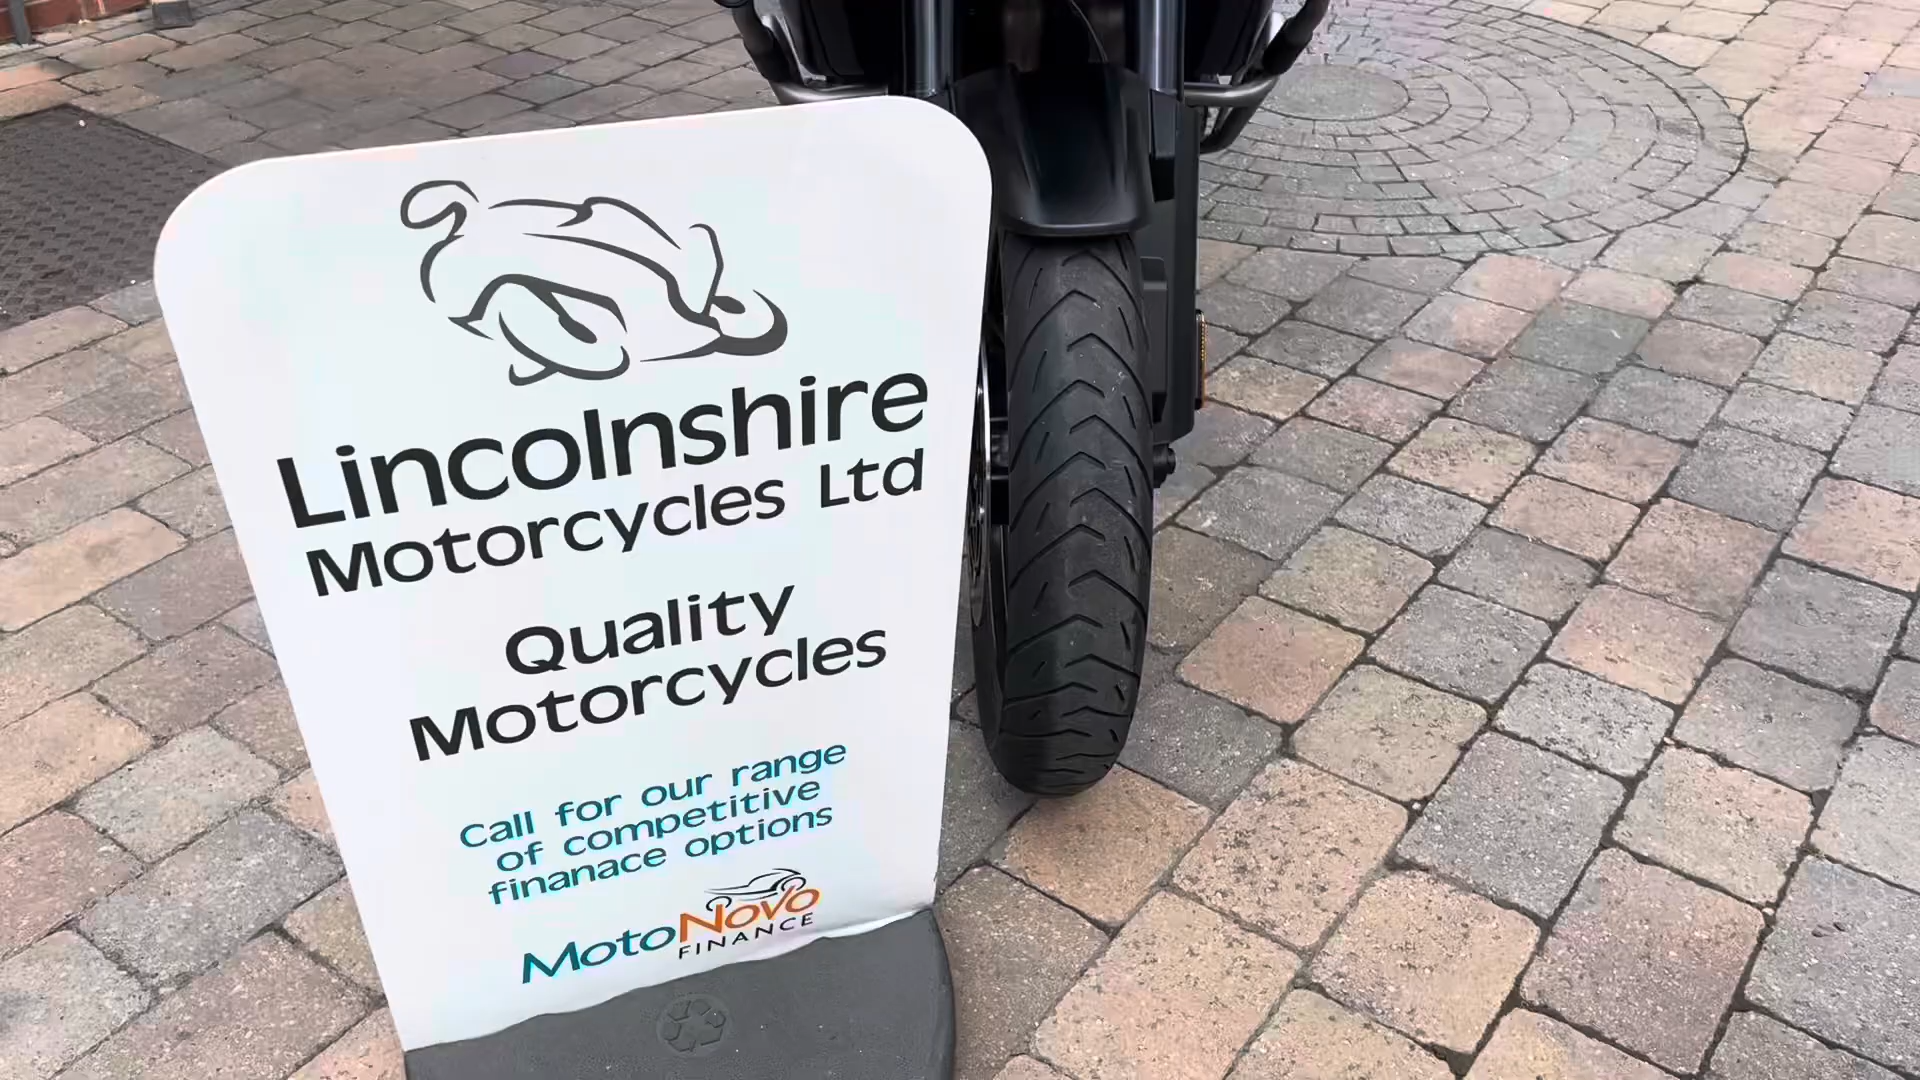 Lincolnshire
Motorcycles Ltd
Quality
Motorcycles
Call for our range
of competitive
finanace options
MotoNovo
FINANCE